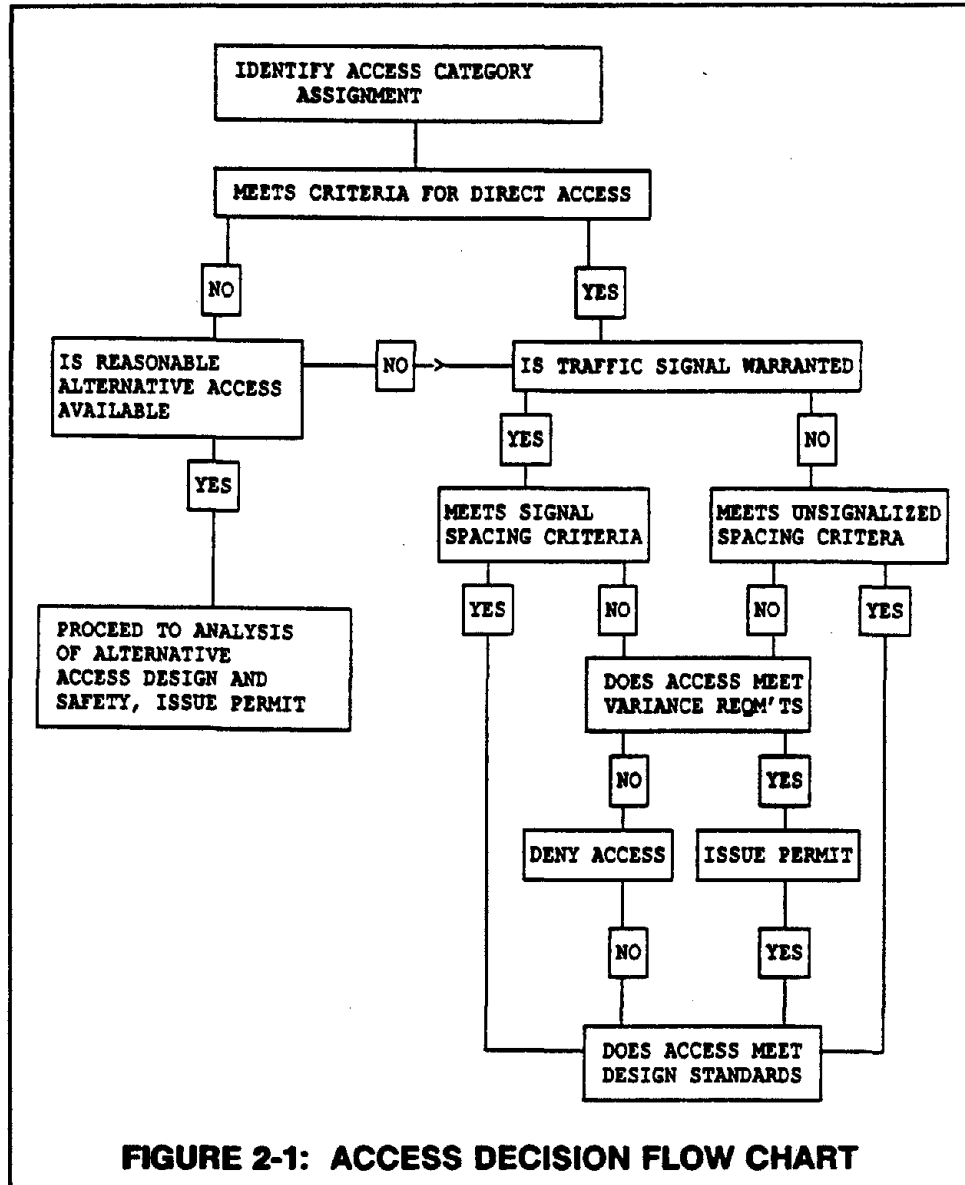 IDENTIFY ACCESS CATEGORY
ASSIGNMENT
MEETS CRITERIA FOR DIRECT ACCESS
NO
YES
IS REASONABLE
ALTERNATIVE ACCESS
AVAILABLE
NO
IS TRAFFIC SIGNAL WARRANTED
YES
YES
NO
MEETS SIGNAL
SPACING CRITERIA
MEETS UNSIGNALIZED
SPACING CRITERA
YES
NO
NO
YES
PROCEED TO ANALYSIS
OF ALTERNATIVE
ACCESS DESIGN AND
SAFETY, ISSUE PERMIT
DOES ACCESS MEET
VARIANCE REQM'TS
NO
YES
DENY ACCESS
ISSUE PERMIT
NO
YES
DOES ACCESS MEET
DESIGN STANDARDS
FIGURE 2-1: ACCESS DECISION FLOW CHART